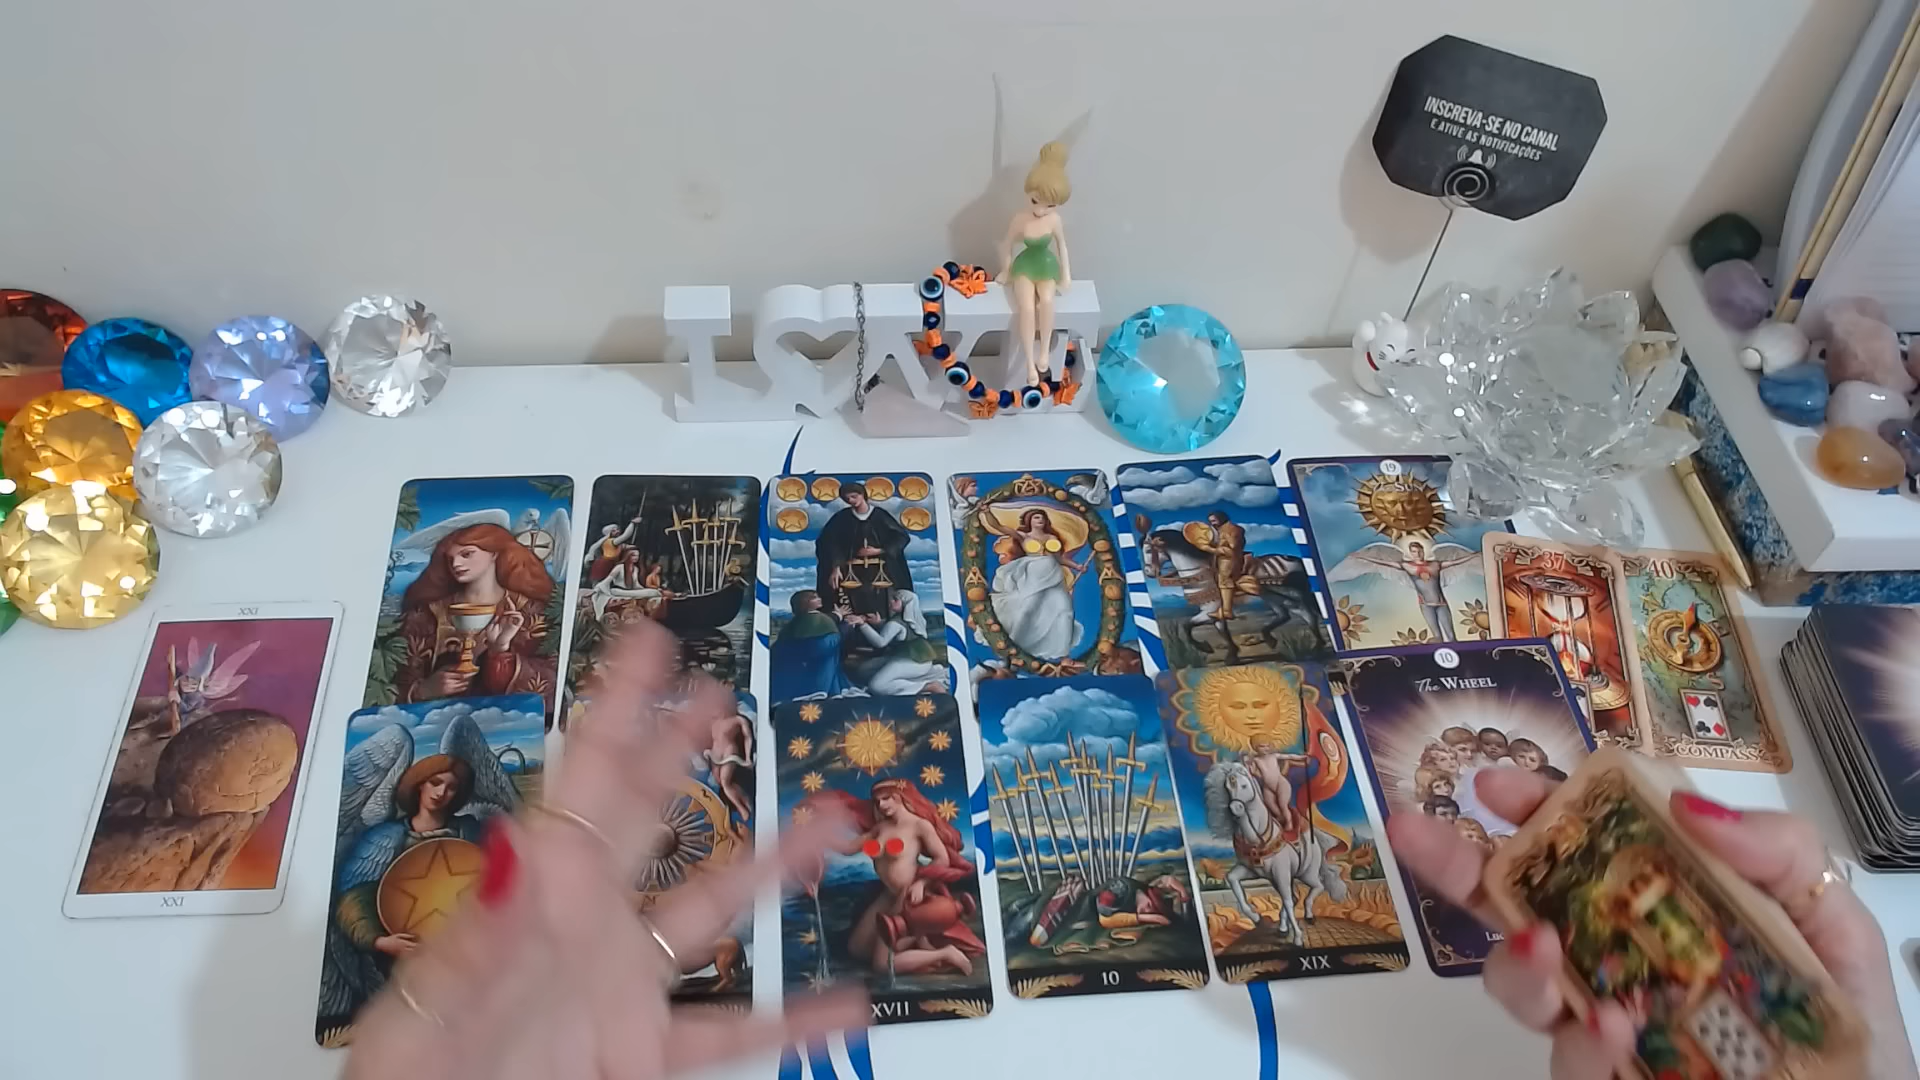 INSCREVA-SE NO CANAL
E ATIVE AS NOTIFICAÇÕES
19
37
40
XXI
10
The WHEEL
COMPASS
XXI
XVII
10
XIX